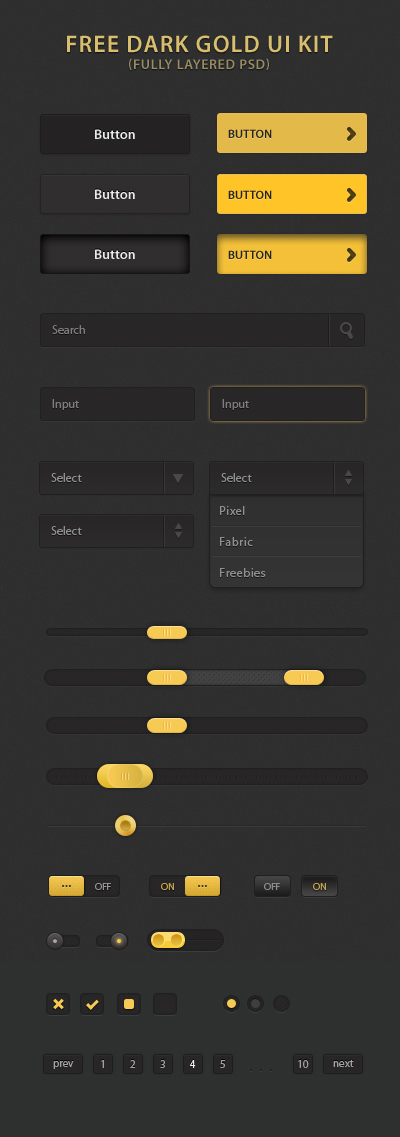 FREE DARK GOLD UI KIT
(FULLY LAYERED PSD)
Button BUTTON
Button BUTTON
Button BUTTON
Search
Input Input
Select Select
Pixel
Select
Fabric
Freebies
... OFF ON ... OFF ON
prev 1 2 3 4 5 . . . 10 next